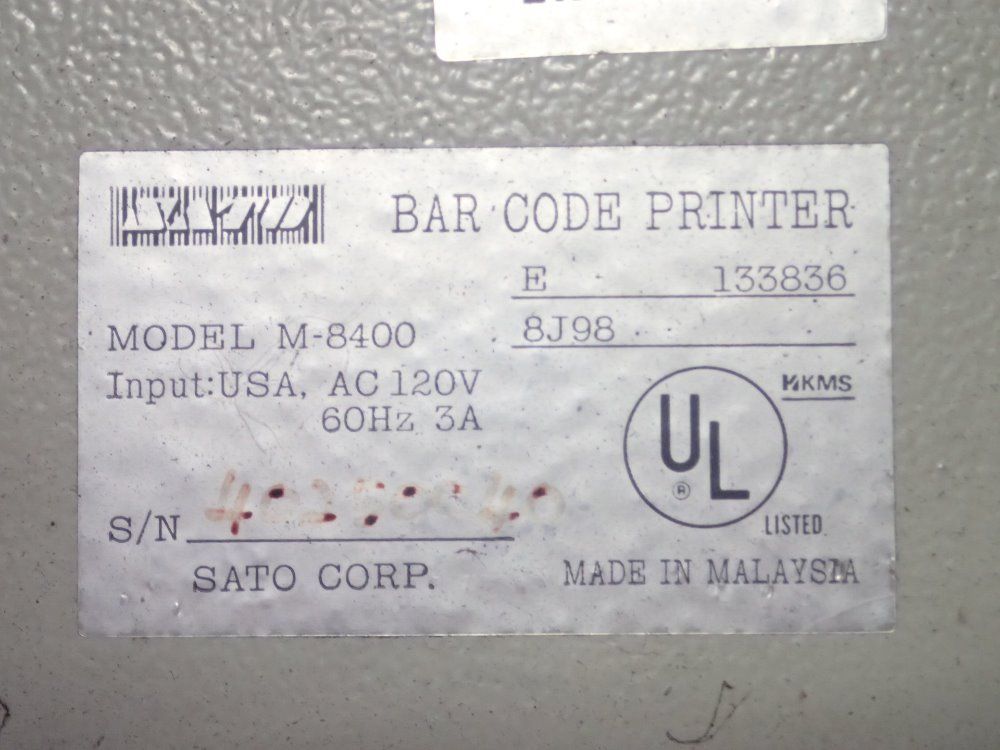 SATO BAR CODE PRINTER
E 133836
MODEL M-8400 8J98
Input:USA, AC 120V
60Hz 3A
MKMS
UL
®
LISTED
S/N
SATO CORP. MADE IN MALAYSIA